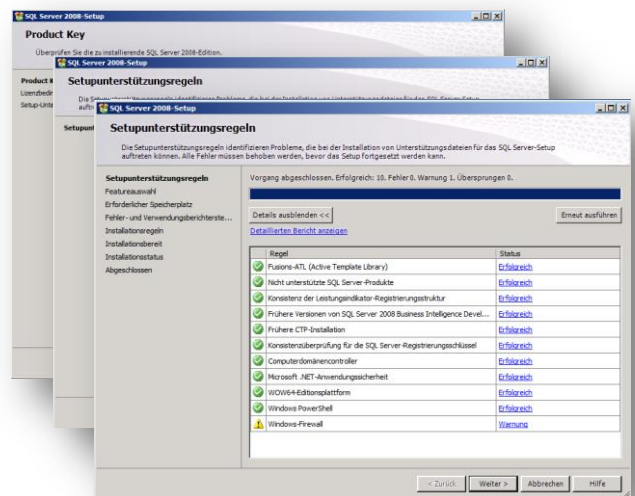 SQL Server 2008-Setup
Product Key
Überprüfen Sie die zu installierende SQL Server 2008-Edition.
Product K
Lizenzbedin
Setup-Unte
SQL Server 2008-Setup
Setupunterstützungsregeln
Setupunt
SQL Server 2008-Setup
Setupunterstützungsregeln
Die Setupunterstützungsregeln identifizieren Probleme, die bei der Installation von Unterstützungsdateien für das SQL Server-Setup
auftreten können. Alle Fehler müssen behoben werden, bevor das Setup fortgesetzt werden kann.
Setupunterstützungsregeln
Featureauswahl
Erforderlicher Speicherplatz
Fehler- und Verwendungsberichterste...
Installationsregeln
Installationsbereit
Installationsstatus
Abgeschlossen
Vorgang abgeschlossen. Erfolgreich: 10. Fehler 0. Warnung 1. Übersprungen 0.
Details ausblenden << Erneut ausführen
Detaillierten Bericht anzeigen
Regel Status
Fusions-ATL (Active Template Library) Erfolgreich
Nicht unterstützte SQL Server-Produkte Erfolgreich
Konsistenz der Leistungsindikator-Registrierungsstruktur Erfolgreich
Frühere Versionen von SQL Server 2008 Business Intelligence Devel... Erfolgreich
Frühere CTP-Installation Erfolgreich
Konsistenzüberprüfung für die SQL Server-Registrierungsschlüssel Erfolgreich
Computerdomänencontroller Erfolgreich
Microsoft .NET-Anwendungssicherheit Erfolgreich
WOW64-Editionsplattform Erfolgreich
Windows PowerShell Erfolgreich
Windows-Firewall Warnung
< Zurück Weiter > Abbrechen Hilfe